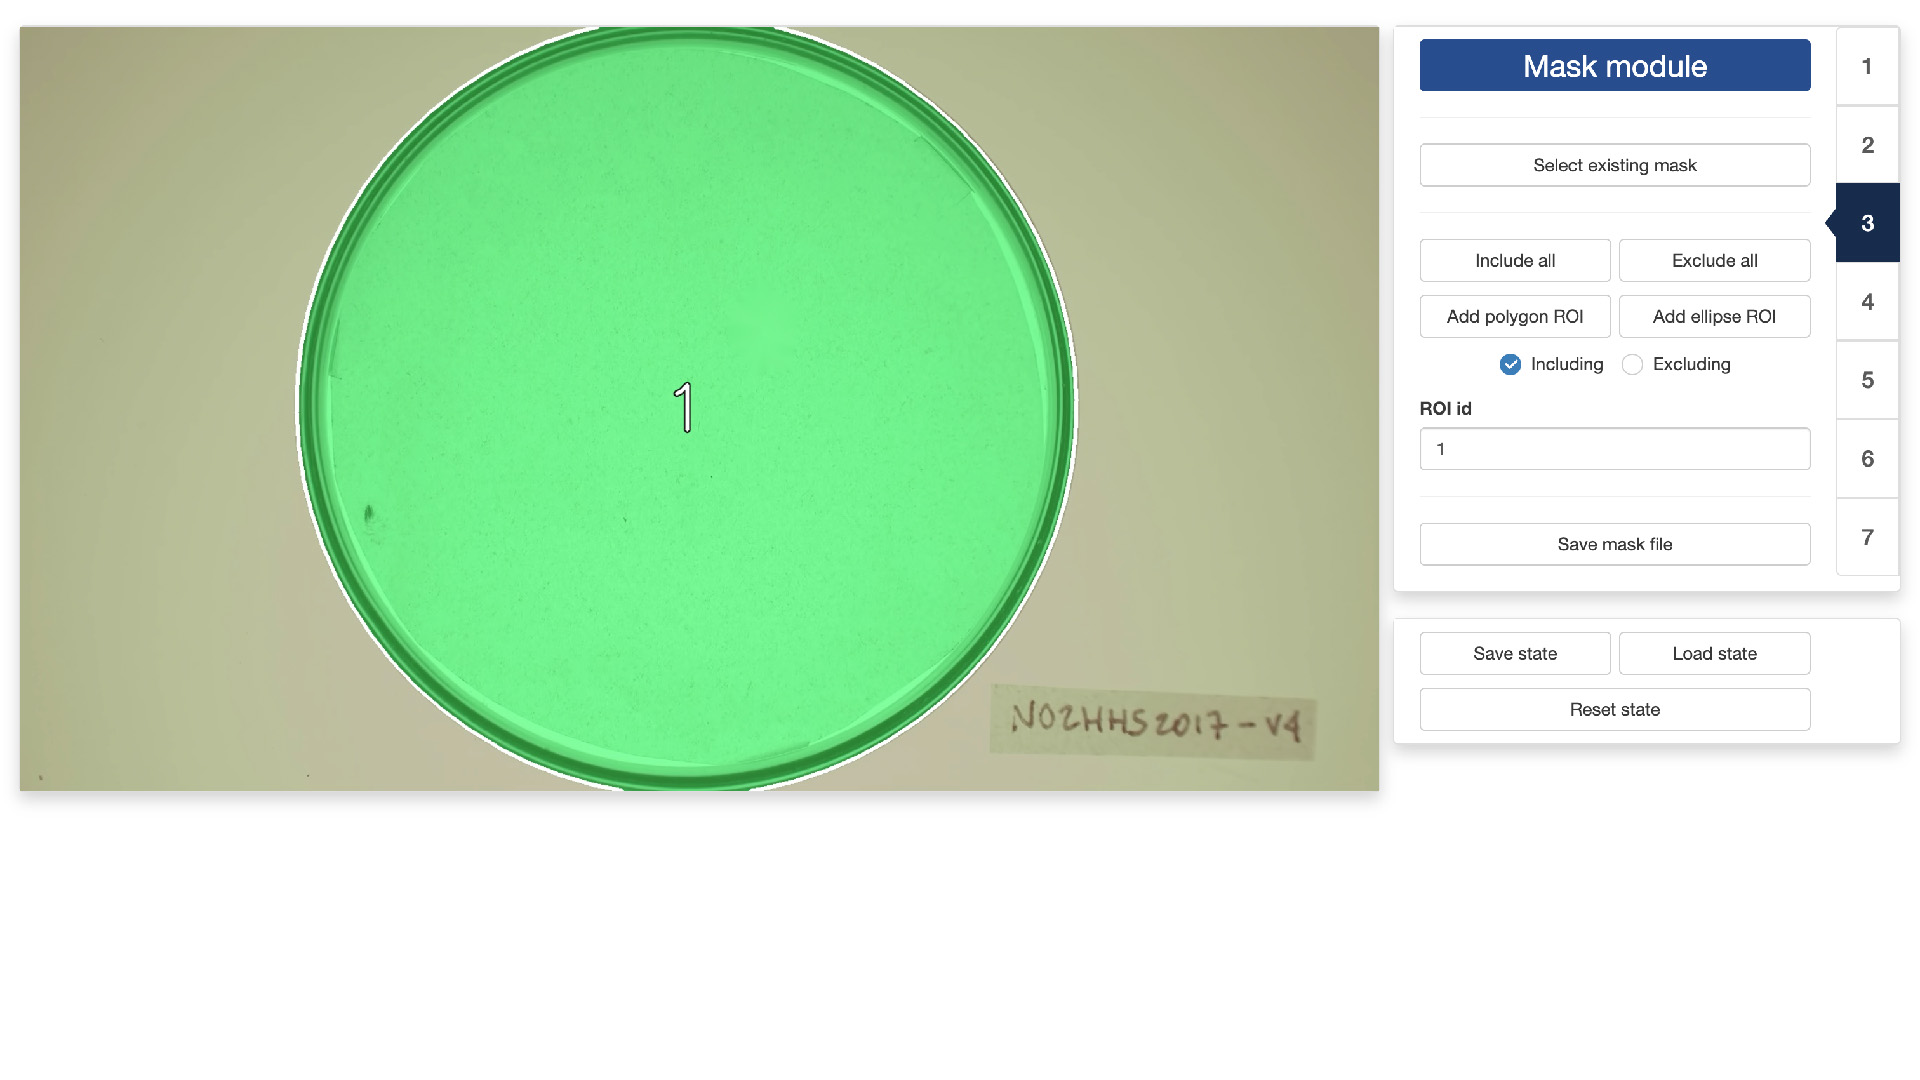 Mask module
1
2
Select existing mask
3
Include all
Exclude all
4
Add polygon ROI
Add ellipse ROI
Including
Excluding
5
1
ROI id
1
6
Save mask file
7
Save state
Load state
NO2HHS2017-V4
Reset state